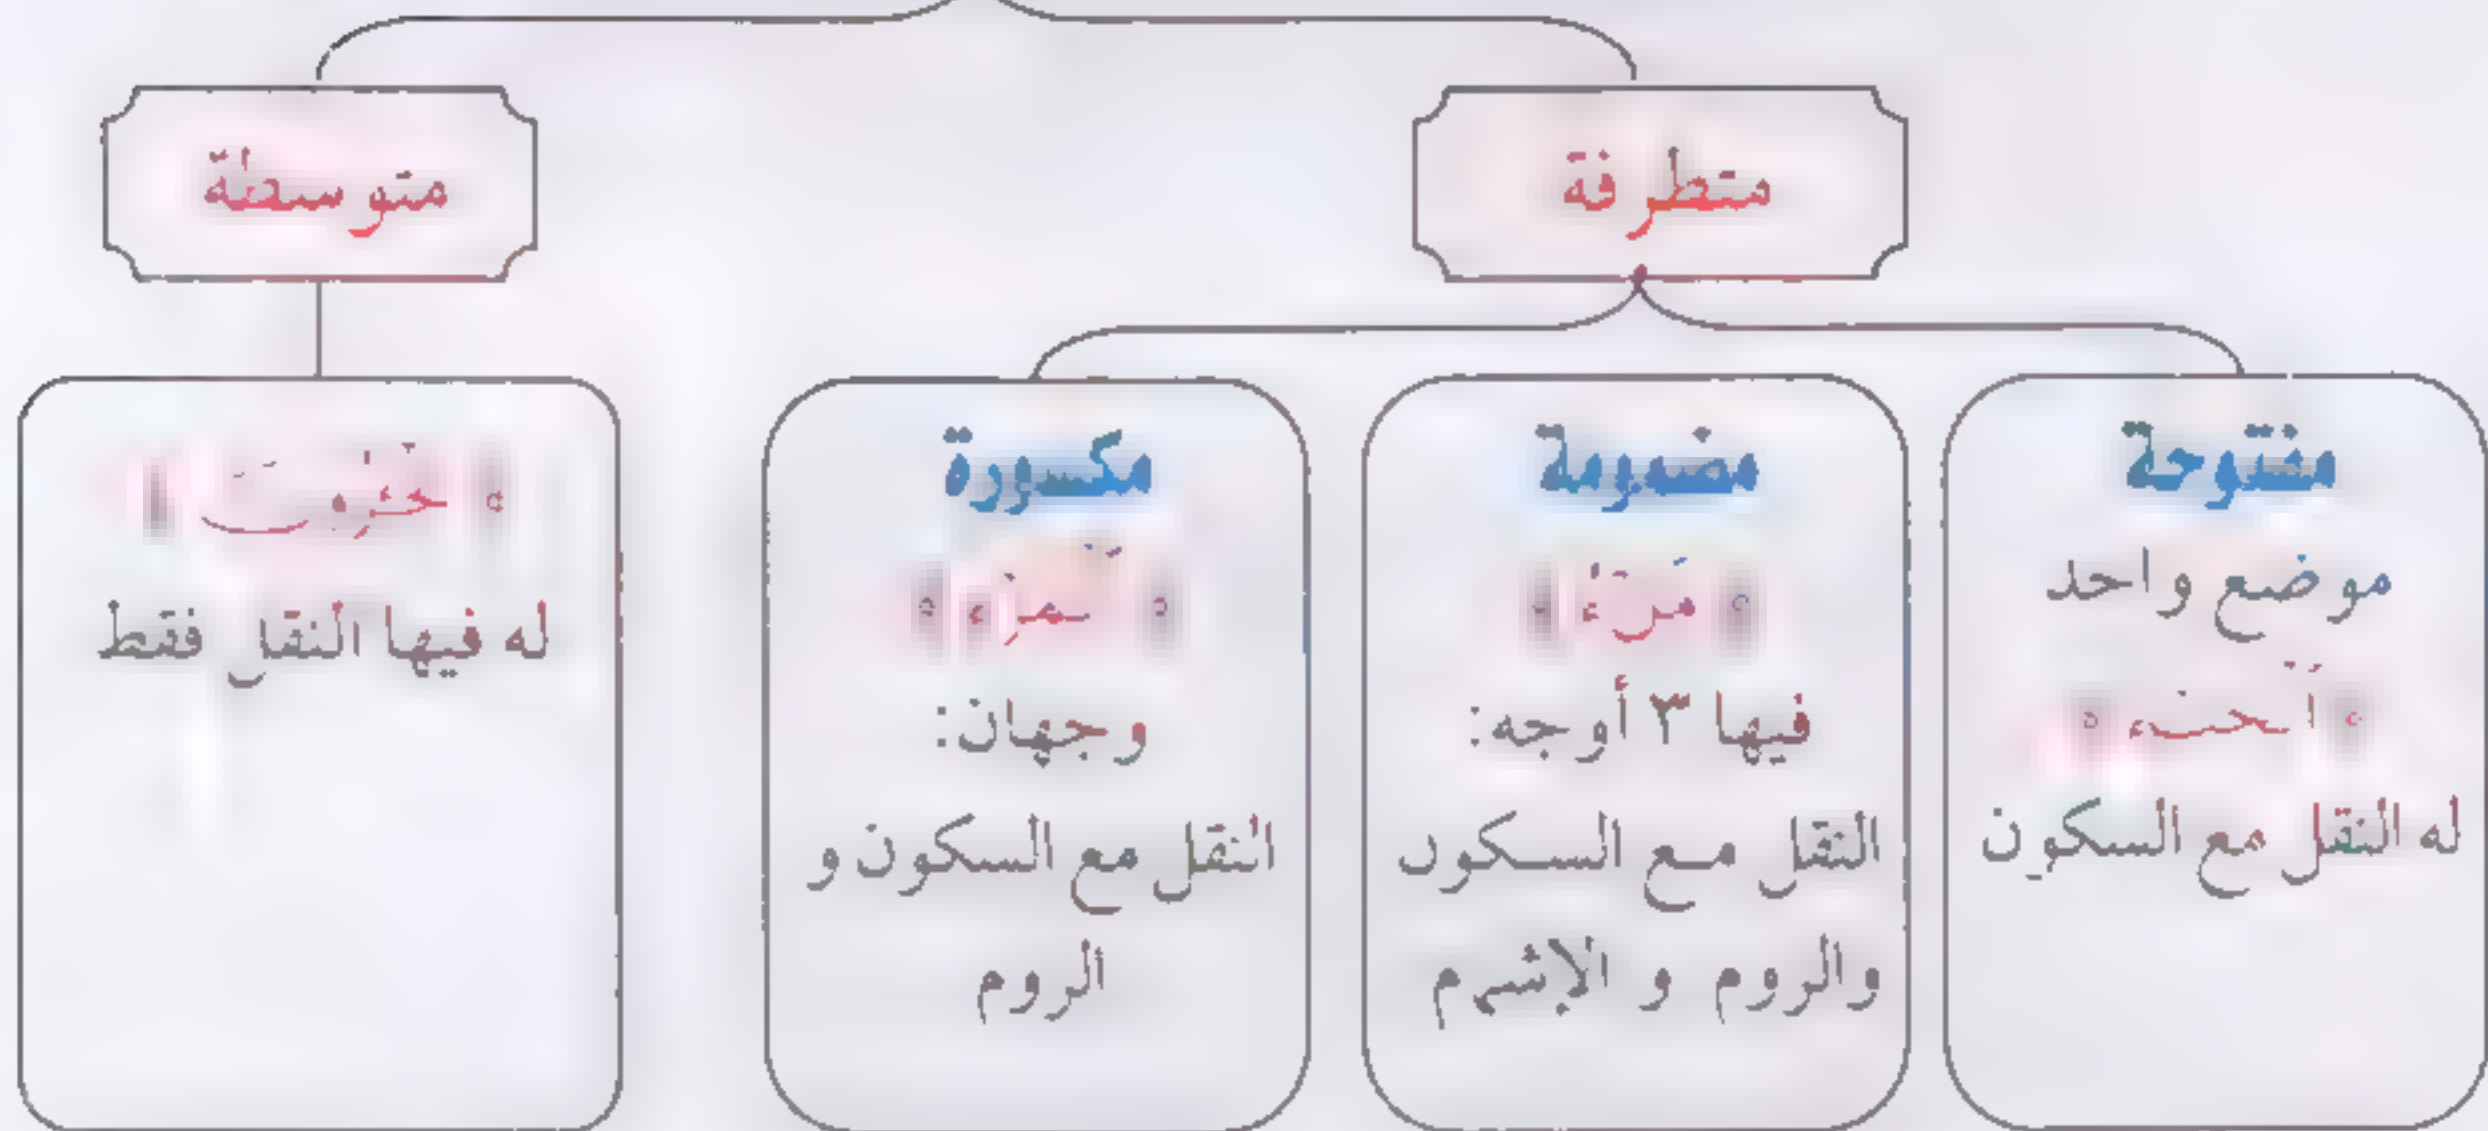 متطرفة
متوسطة
مفتوحة
موضع واحد
له النقل مع السكون
مضمومة
فيها ٣ أوجه:
النقل مع السكون
والروم و الإشمم
مكسورة
وجهان:
النقل مع السكون و
الروم
له فيها النقل فقط